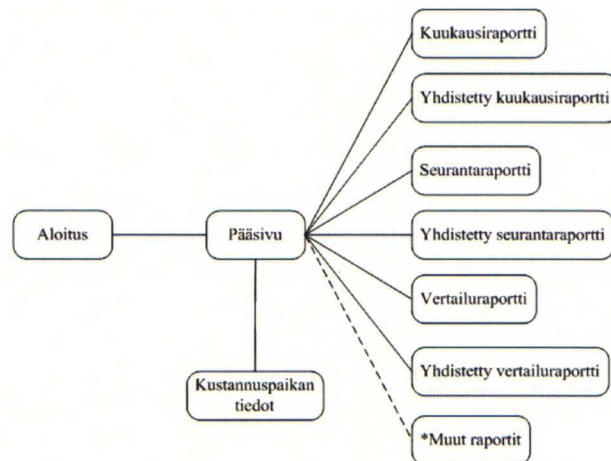 Kuukausiraportti
Yhdistetty kuukausiraportti
Seurantaraportti
Aloitus
Pääsivu
Yhdistetty seurantaraportti
Vertailuraportti
Yhdistetty vertailuraportti
Kustannuspaikan
tiedot
*Muut raportit